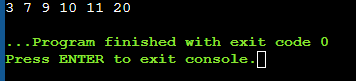 3 7 9 10 11 20
...Program finished with exit code 0
Press ENTER to exit console.